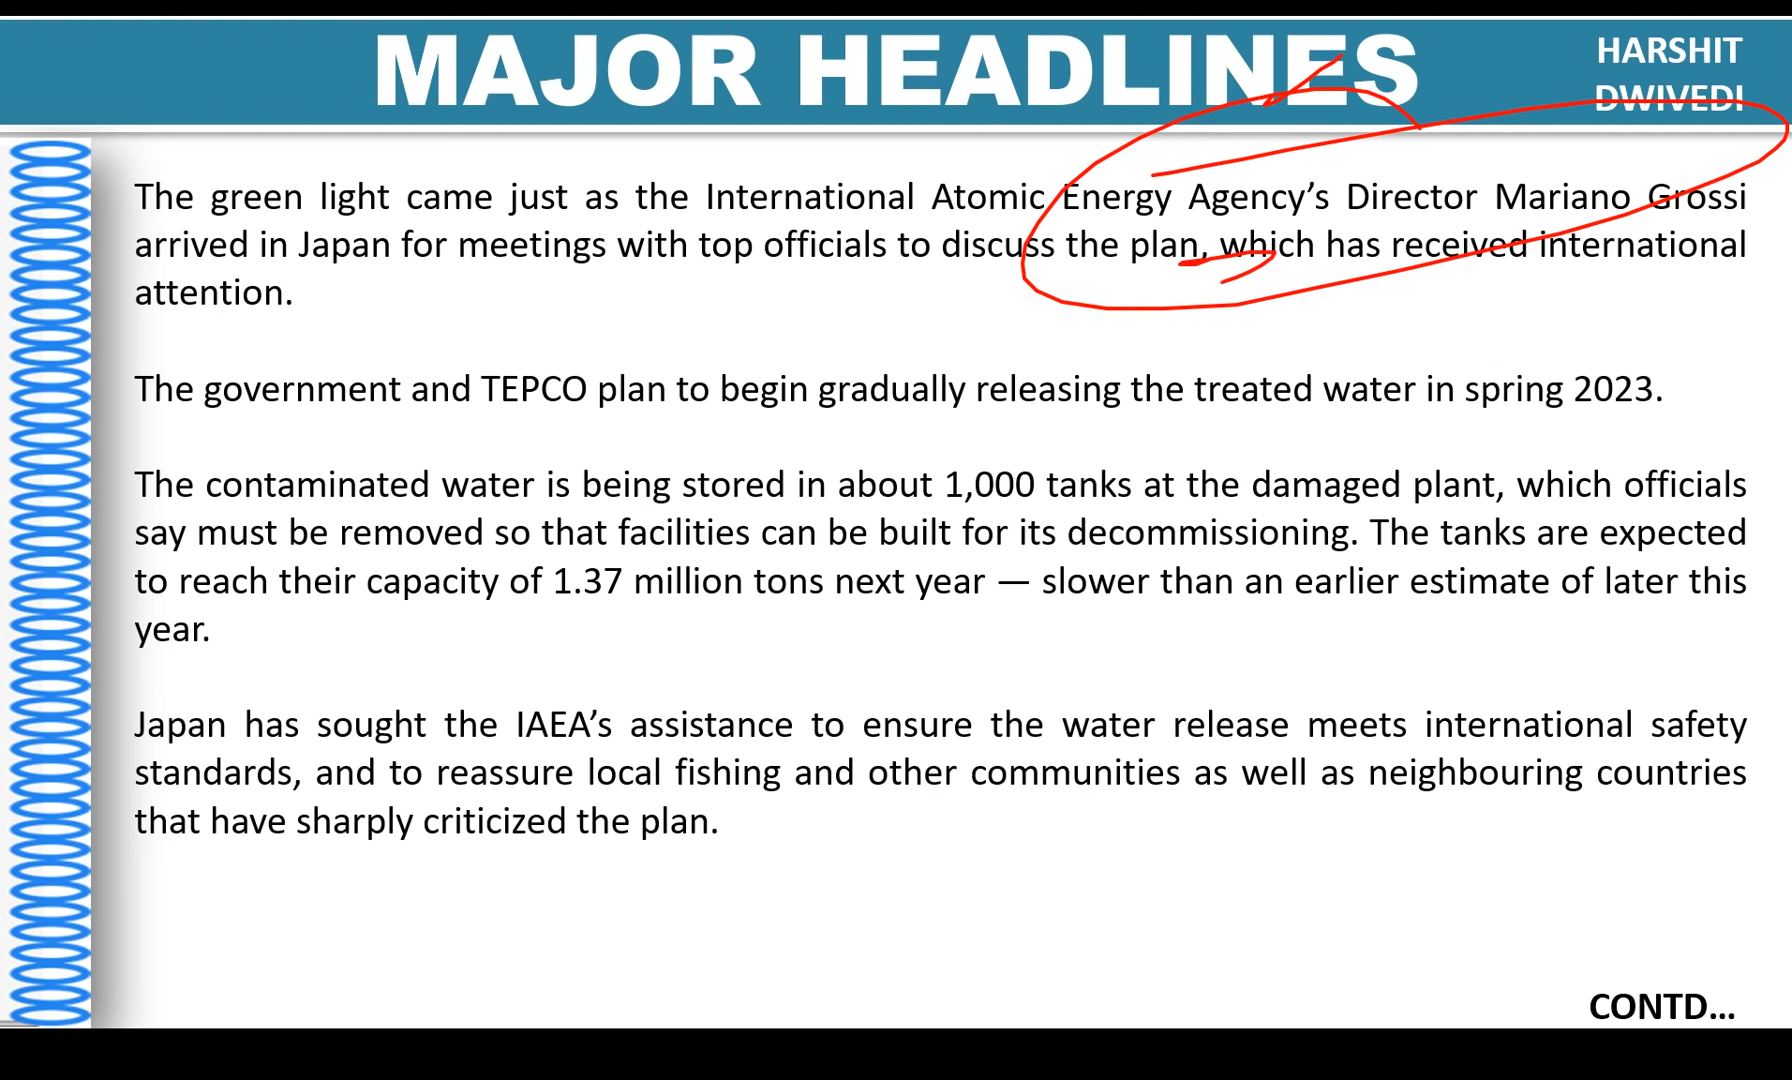 MAJOR HEADLINES
HARSHIT
DWIVEDI
The green light came just as the International Atomic Energy Agency’s Director Mariano Grossi
arrived in Japan for meetings with top officials to discuss the plan, which has received international
attention.
The government and TEPCO plan to begin gradually releasing the treated water in spring 2023.
The contaminated water is being stored in about 1,000 tanks at the damaged plant, which officials
say must be removed so that facilities can be built for its decommissioning. The tanks are expected
to reach their capacity of 1.37 million tons next year — slower than an earlier estimate of later this
year.
Japan has sought the IAEA’s assistance to ensure the water release meets international safety
standards, and to reassure local fishing and other communities as well as neighbouring countries
that have sharply criticized the plan.
CONTD...